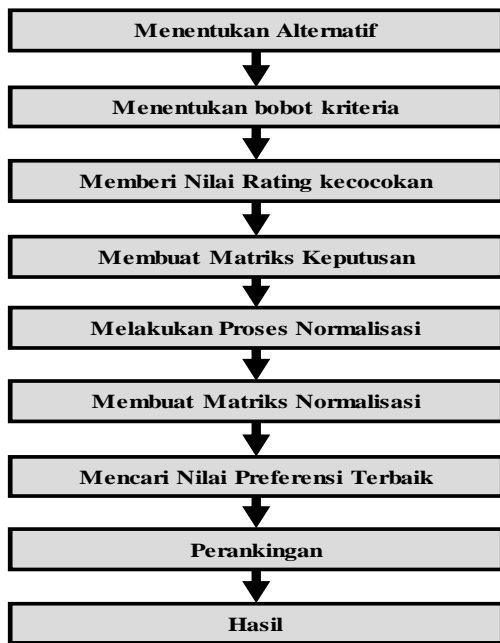 Menentukan Alternatif
Menentukan bobot kriteria
Memberi Nilai Rating kecocokan
Membuat Matriks Keputusan
Melakukan Proses Normalisasi
Membuat Matriks Normalisasi
Mencari Nilai Preferensi Terbaik
Perankingan
Hasil